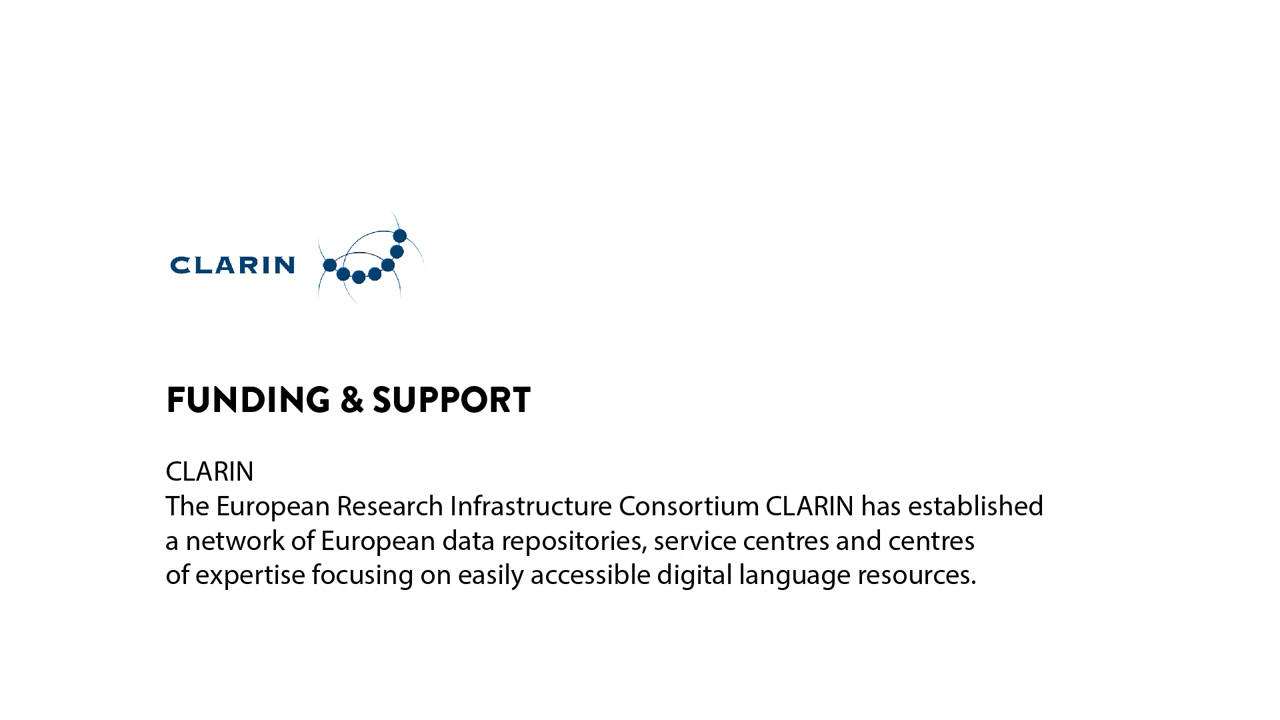 CLARIN
FUNDING & SUPPORT
CLARIN
The European Research Infrastructure Consortium CLARIN has established
a network of European data repositories, service centres and centres
of expertise focusing on easily accessible digital language resources.